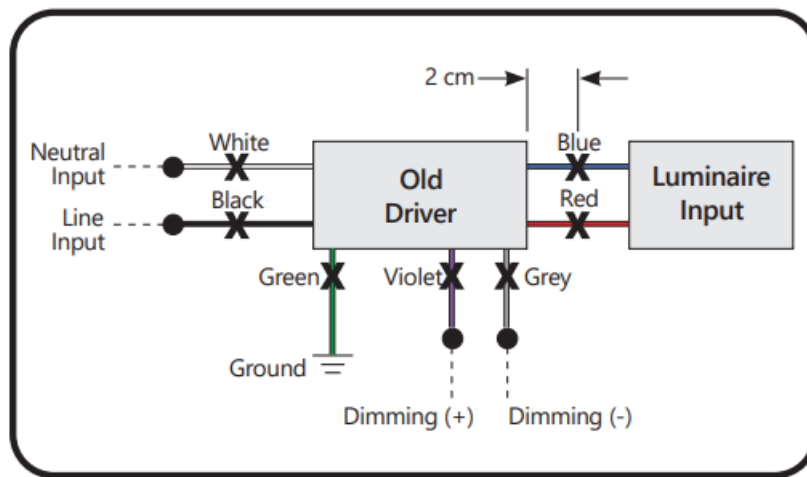 2 cm
Neutral
Input
White
Blue
Old
Driver
Luminaire
Input
Line
Input
Black
Red
Green
Violet
Grey
Ground
Dimming (+)
Dimming (-)